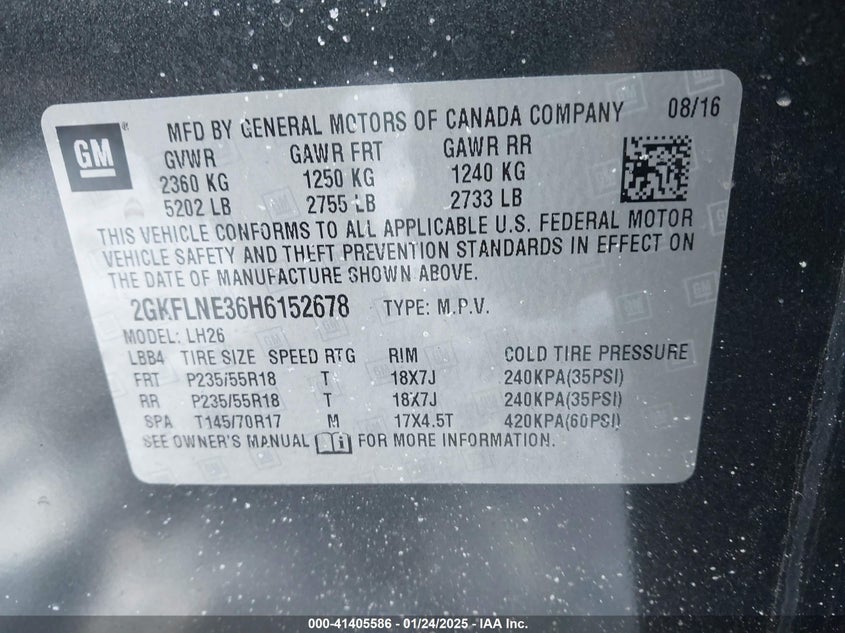 GM
MFD BY GENERAL MOTORS OF CANADA COMPANY 08/16
GVWR GAWR FRT GAWR RR
2360 KG 1250 KG 1240 KG
5202 LB 2755 LB 2733 LB
THIS VEHICLE CONFORMS TO ALL APPLICABLE U.S. FEDERAL MOTOR
VEHICLE SAFETY AND THEFT PREVENTION STANDARDS IN EFFECT ON
THE DATE OF MANUFACTURE SHOWN ABOVE.
2GKFLNE36H6152678 TYPE: M.P.V.
MODEL: LH26
LBB4 TIRE SIZE SPEED RTG RIM COLD TIRE PRESSURE
FRT P235/55R18 T 18X7J 240KPA(35PSI)
RR P235/55R18 T 18X7J 240KPA(35PSI)
SPA T145/70R17 M 17X4.5T 420KPA(60PSI)
SEE OWNER'S MANUAL i FOR MORE INFORMATION.
000-41405586 - 01/24/2025 - IAA Inc.